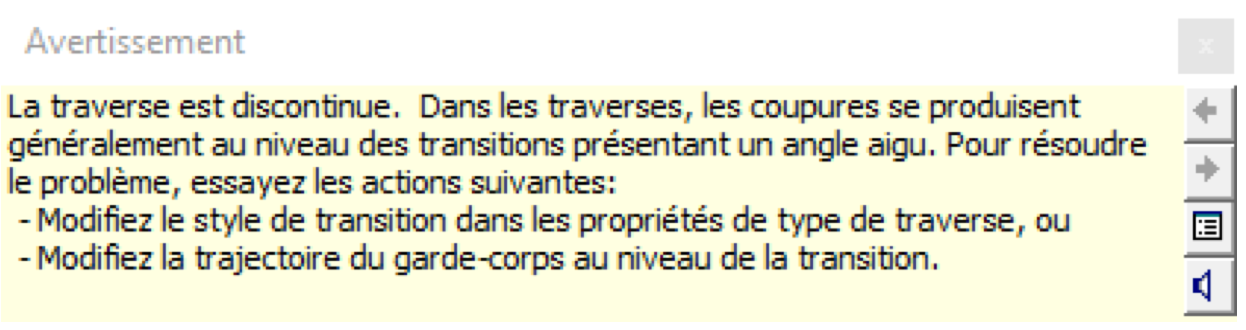 Avertissement
x
La traverse est discontinue.  Dans les traverses, les coupures se produisent
généralement au niveau des transitions présentant un angle aigu. Pour résoudre
le problème, essayez les actions suivantes:
- Modifiez le style de transition dans les propriétés de type de traverse, ou
- Modifiez la trajectoire du garde-corps au niveau de la transition.